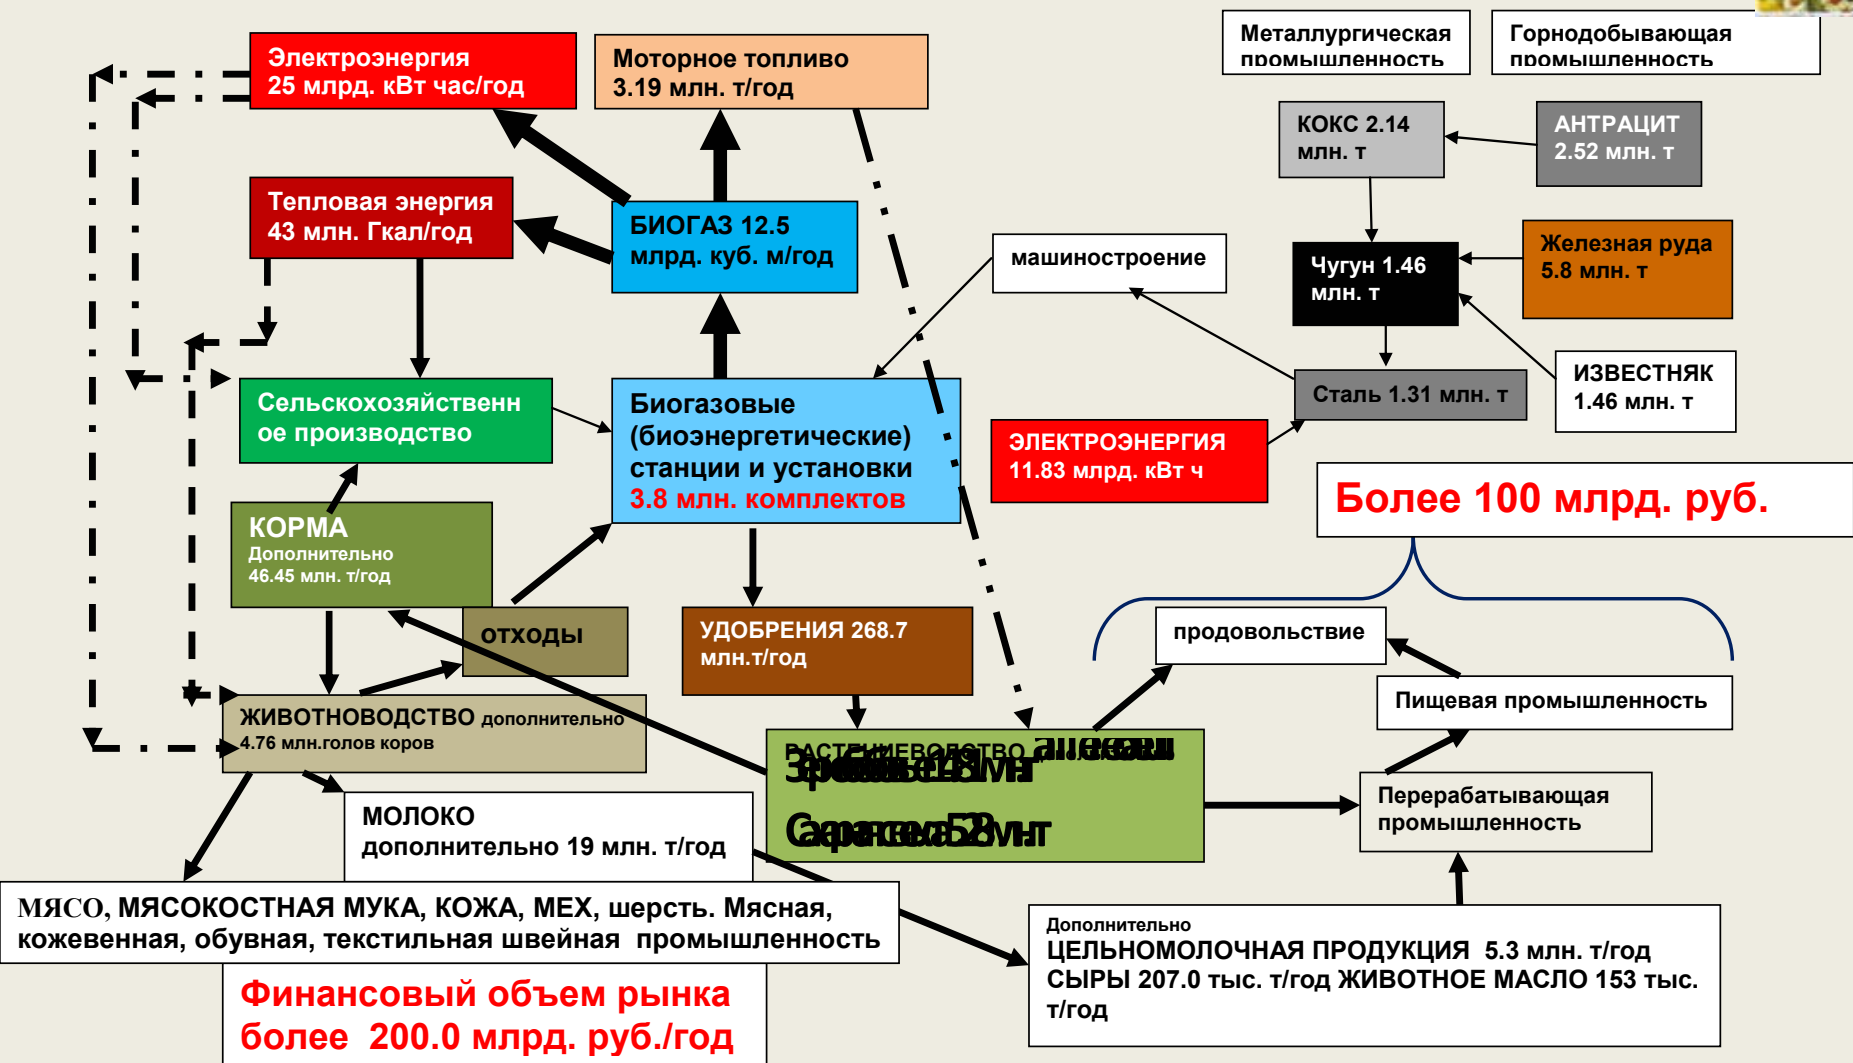 Металлургическая
промышленность
Горнодобывающая
промышленность
Электроэнергия
25 млрд. кВт час/год
Моторное топливо
3.19 млн. т/год
КОКС 2.14
млн. т
АНТРАЦИТ
2.52 млн. т
Тепловая энергия
43 млн. Гкал/год
БИОГАЗ 12.5
млрд. куб. м/год
машиностроение
Чугун 1.46
млн. т
Железная руда
5.8 млн. т
ИЗВЕСТНЯК
1.46 млн. т
Сталь 1.31 млн. т
Сельскохозяйственн
ое производство
Биогазовые
(биоэнергетические)
станции и установки
3.8 млн. комплектов
ЭЛЕКТРОЭНЕРГИЯ
11.83 млрд. кВт ч
Более 100 млрд. руб.
КОРМА
Дополнительно
46.45 млн. т/год
отходы
УДОБРЕНИЯ 268.7
млн.т/год
продовольствие
Пищевая промышленность
ЖИВОТНОВОДСТВО дополнительно
4.76 млн.голов коров
РАСТЕНИЕВОДСТВО
Перерабатывающая
промышленность
МОЛОКО
дополнительно 19 млн. т/год
МЯСО, МЯСОКОСТНАЯ МУКА, КОЖА, МЕХ, шерсть. Мясная,
кожевенная, обувная, текстильная швейная промышленность
Дополнительно
ЦЕЛЬНОМОЛОЧНАЯ ПРОДУКЦИЯ 5.3 млн. т/год
СЫРЫ 207.0 тыс. т/год ЖИВОТНОЕ МАСЛО 153 тыс.
т/год
Финансовый объем рынка
более 200.0 млрд. руб./год